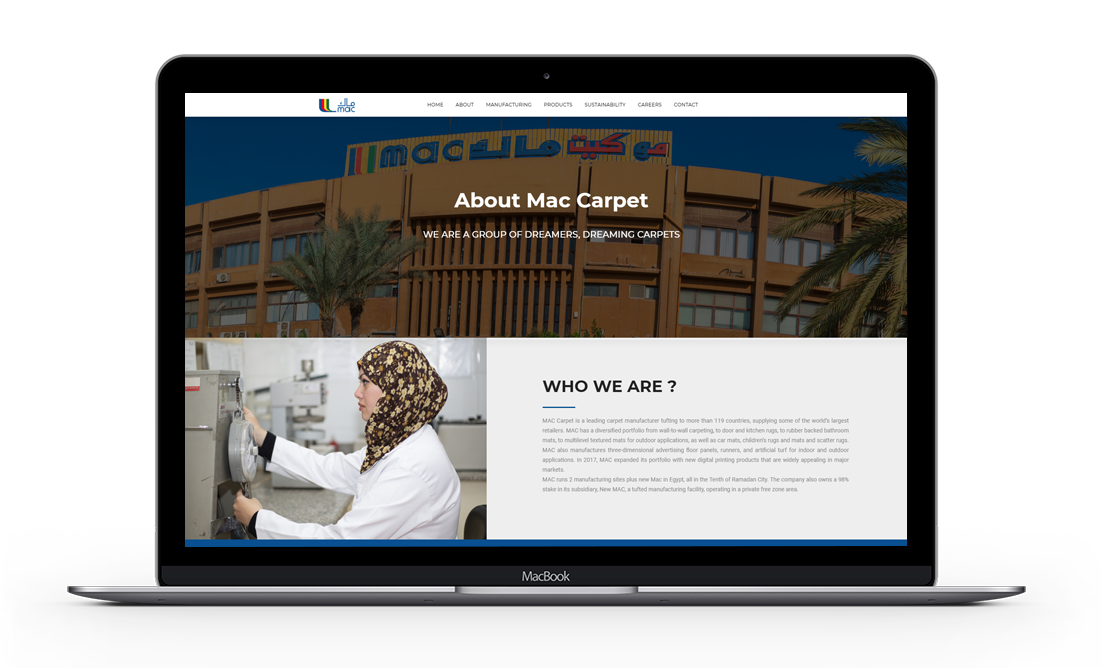 ماك
mac
HOME ABOUT MANUFACTURING PRODUCTS SUSTAINABILITY CAREERS CONTACT
mac ماك موكيت
About Mac Carpet
WE ARE A GROUP OF DREAMERS, DREAMING CARPETS
WHO WE ARE ?
MAC Carpet is a leading carpet manufacturer tufting to more than 119 countries, supplying some of the world's largest
retailers. MAC has a diversified portfolio from wall-to-wall carpeting, to door and kitchen rugs, to rubber backed bathroom
mats, to multilevel textured mats for outdoor applications, as well as car mats, children's rugs and mats and scatter rugs.
MAC also manufactures three-dimensional advertising floor panels, runners, and artificial turf for indoor and outdoor
applications. In 2017, MAC expanded its portfolio with new digital printing products that are widely appealing in major
markets.
MAC runs 2 manufacturing sites plus new Mac in Egypt, all in the Tenth of Ramadan City. The company also owns a 98%
stake in its subsidiary, New MAC, a tufted manufacturing facility, operating in a private free zone area.
MacBook